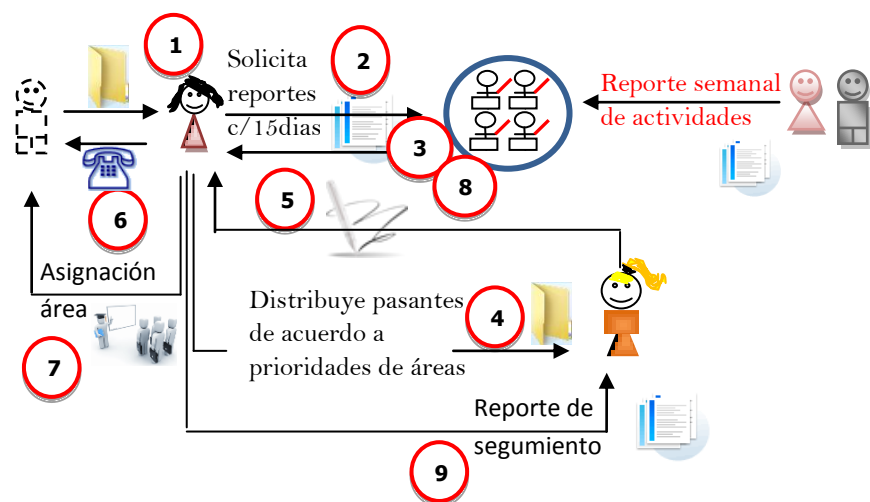 1
Solicita
reportes
c/15dias
2
3
8
Reporte semanal
de actividades
5
6
Asignación
área
7
Distribuye pasantes
de acuerdo a
prioridades de áreas
4
Reporte de
segumiento
9